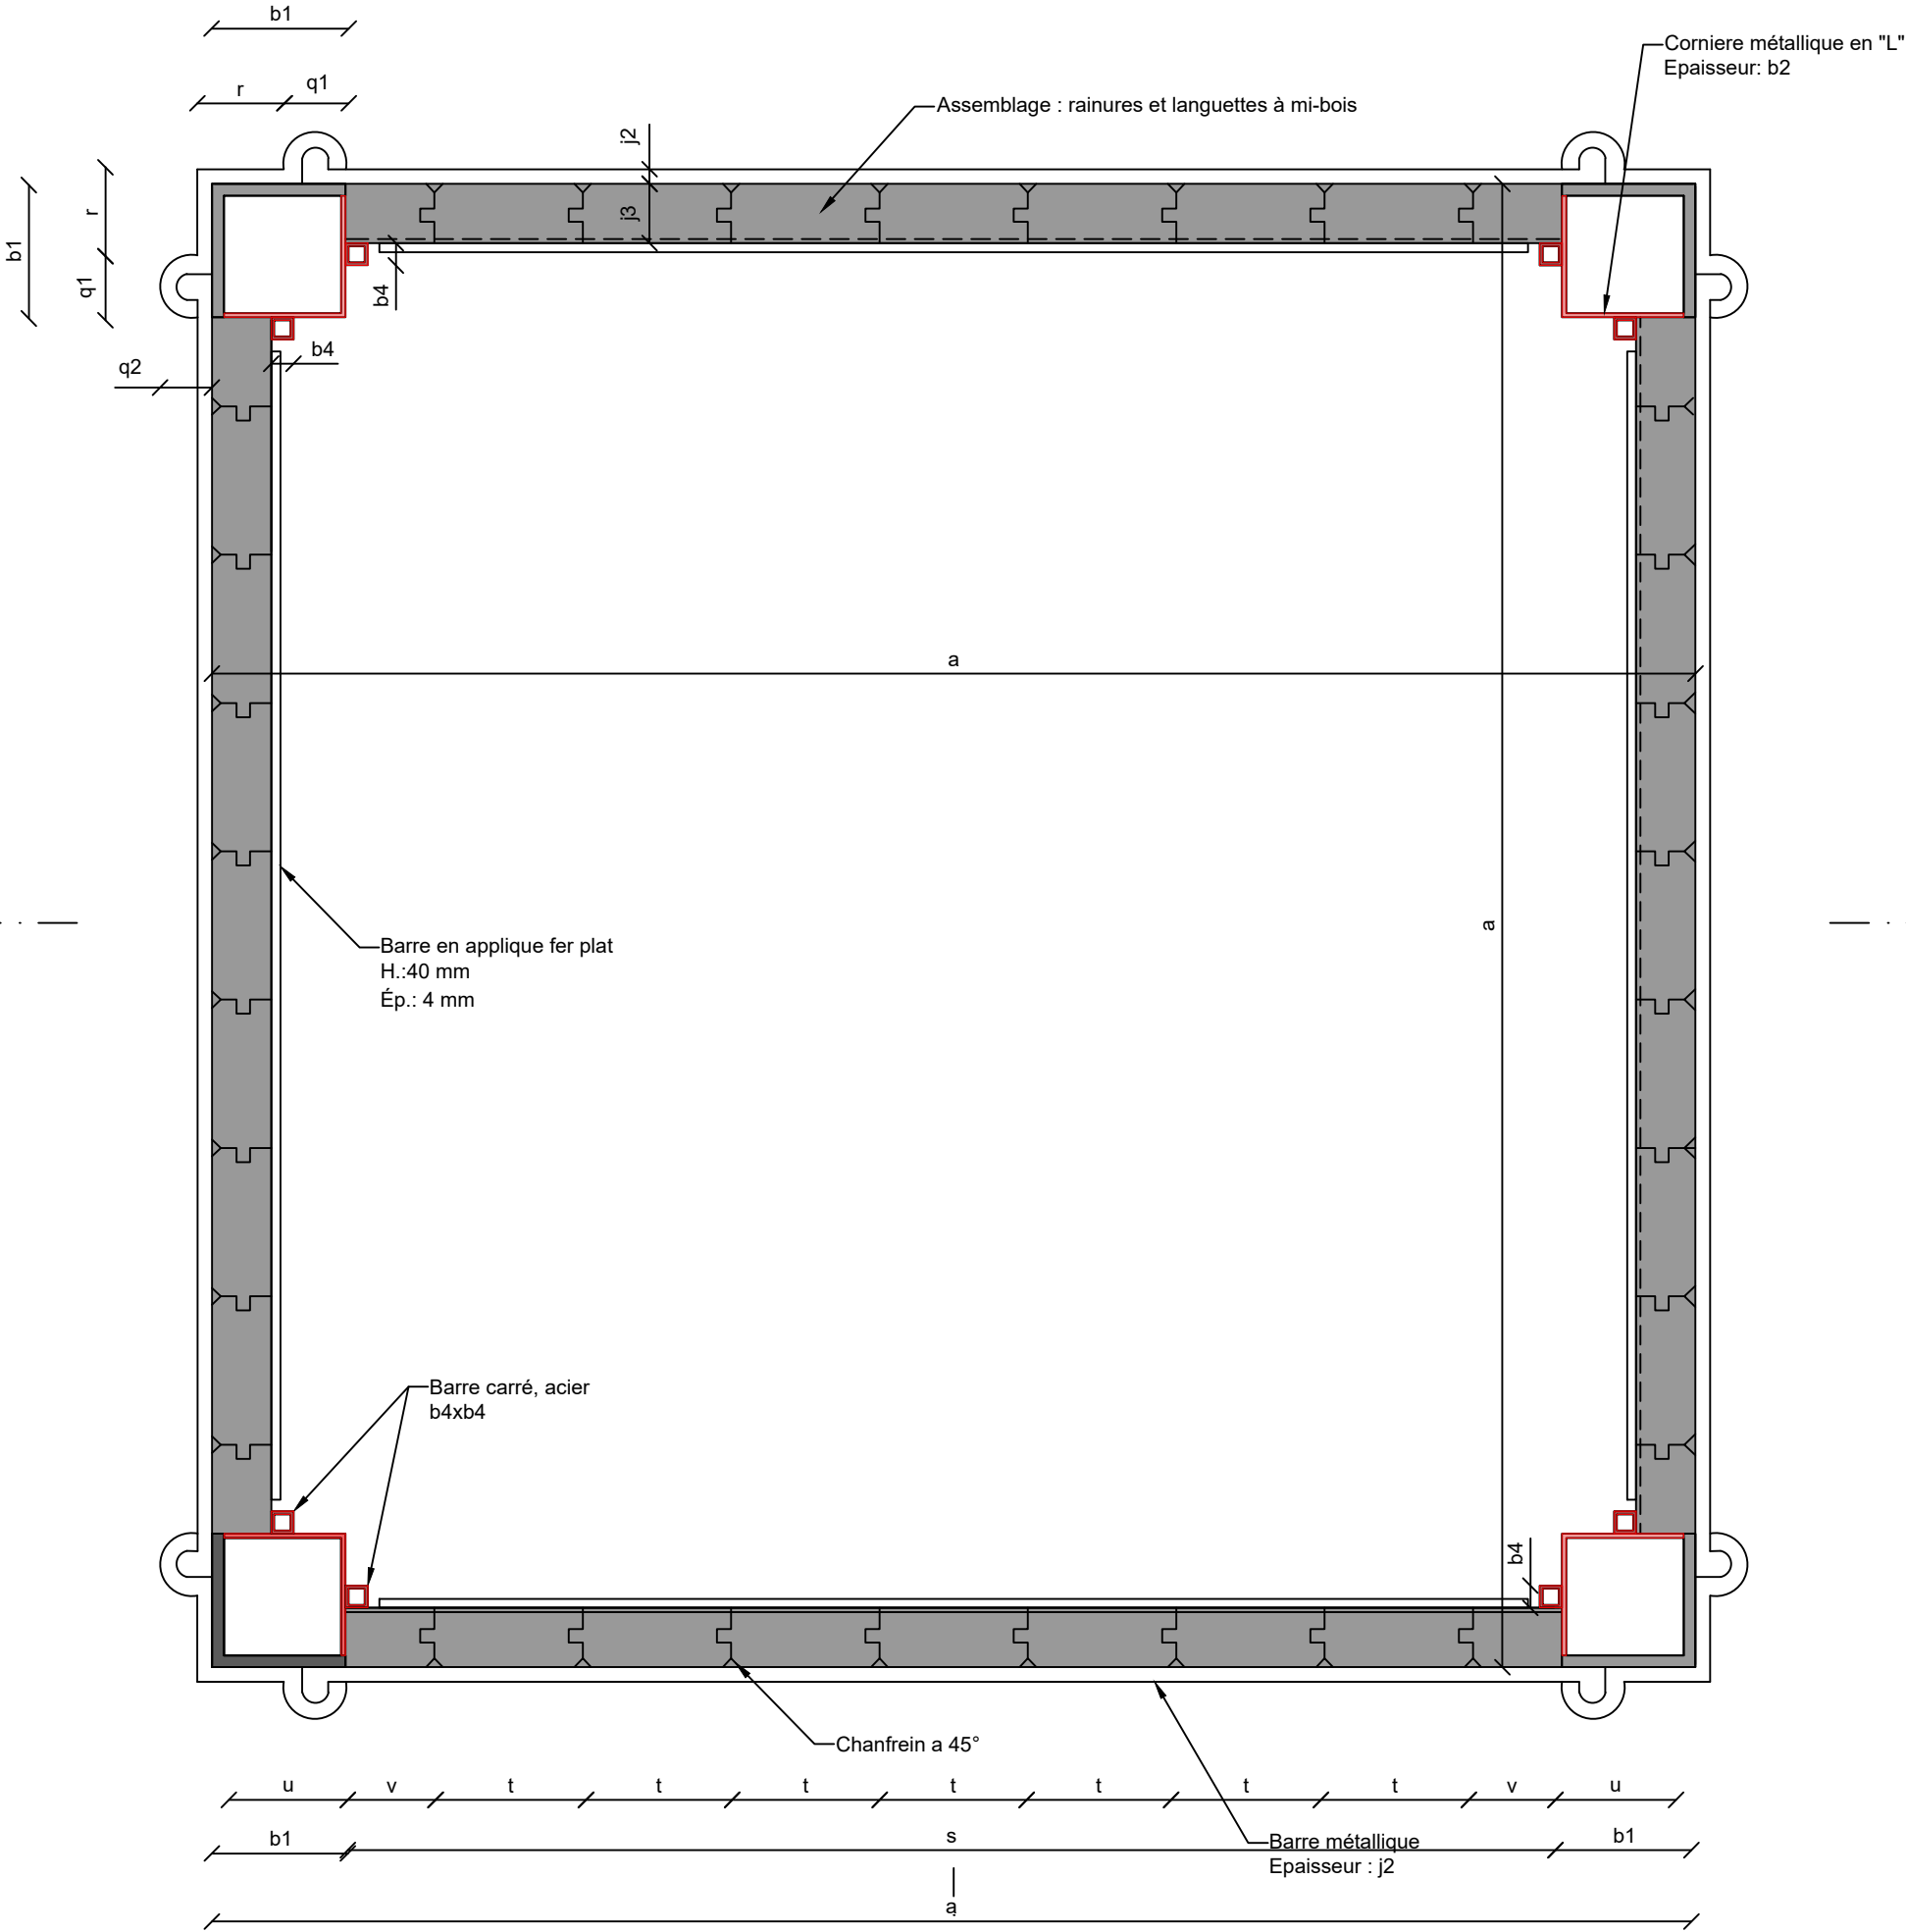 b1
Corniere métallique en "L"
Epaisseur: b2
r
q1
Assemblage : rainures et languettes à mi-bois
j2
r
b1
j3
q1
b4
b4
q2
a
a
Barre en applique fer plat
H.:40 mm
Ép.: 4 mm
Barre carré, acier
b4xb4
b4
Chanfrein a 45°
u
v
t
t
t
t
t
t
t
v
u
b1
s
Barre métallique
Epaisseur : j2
b1
a